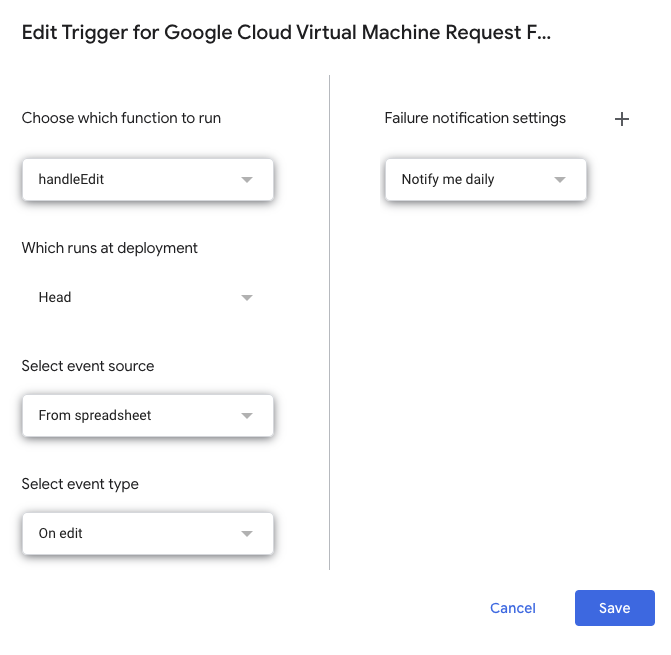 Edit Trigger for Google Cloud Virtual Machine Request F...
Choose which function to run
handleEdit
Which runs at deployment
Head
Select event source
From spreadsheet
Select event type
On edit
Failure notification settings
Notify me daily
Cancel
Save